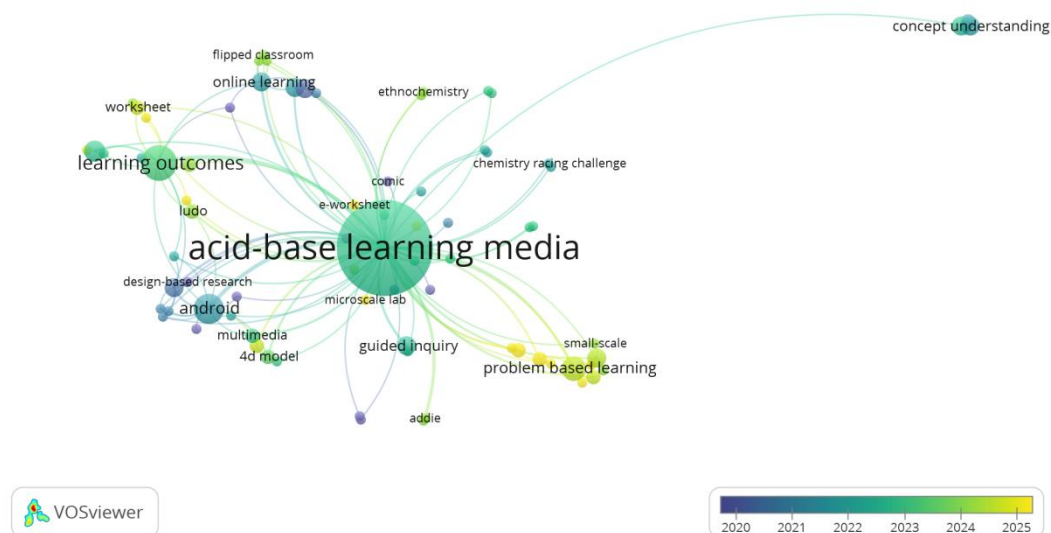 concept understanding
flipped classroom
online learning
ethnochemistry
worksheet
learning outcomes
chemistry racing challenge
comic
e-worksheet
ludo
acid-base learning media
design-based research
android
microscale lab
multimedia
4d model
guided inquiry
small-scale
problem based learning
addie
VOSviewer
2020 2021 2022 2023 2024 2025